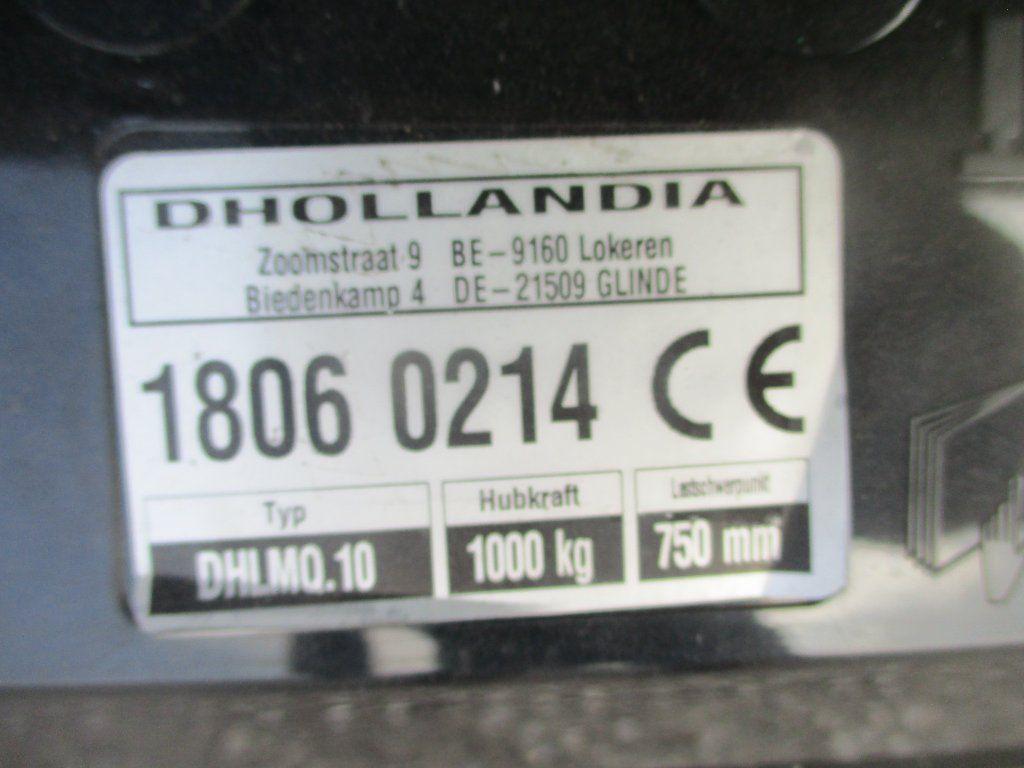 DHOLLANDIA
Zoomstraat 9 BE-9160 Lokeren
Biedenkamp 4 DE-21509 GLINDE
1806 0214 CE
Typ Hubkraft Lastschwerpunkt
DHLMQ.10 1000 kg 750 mm